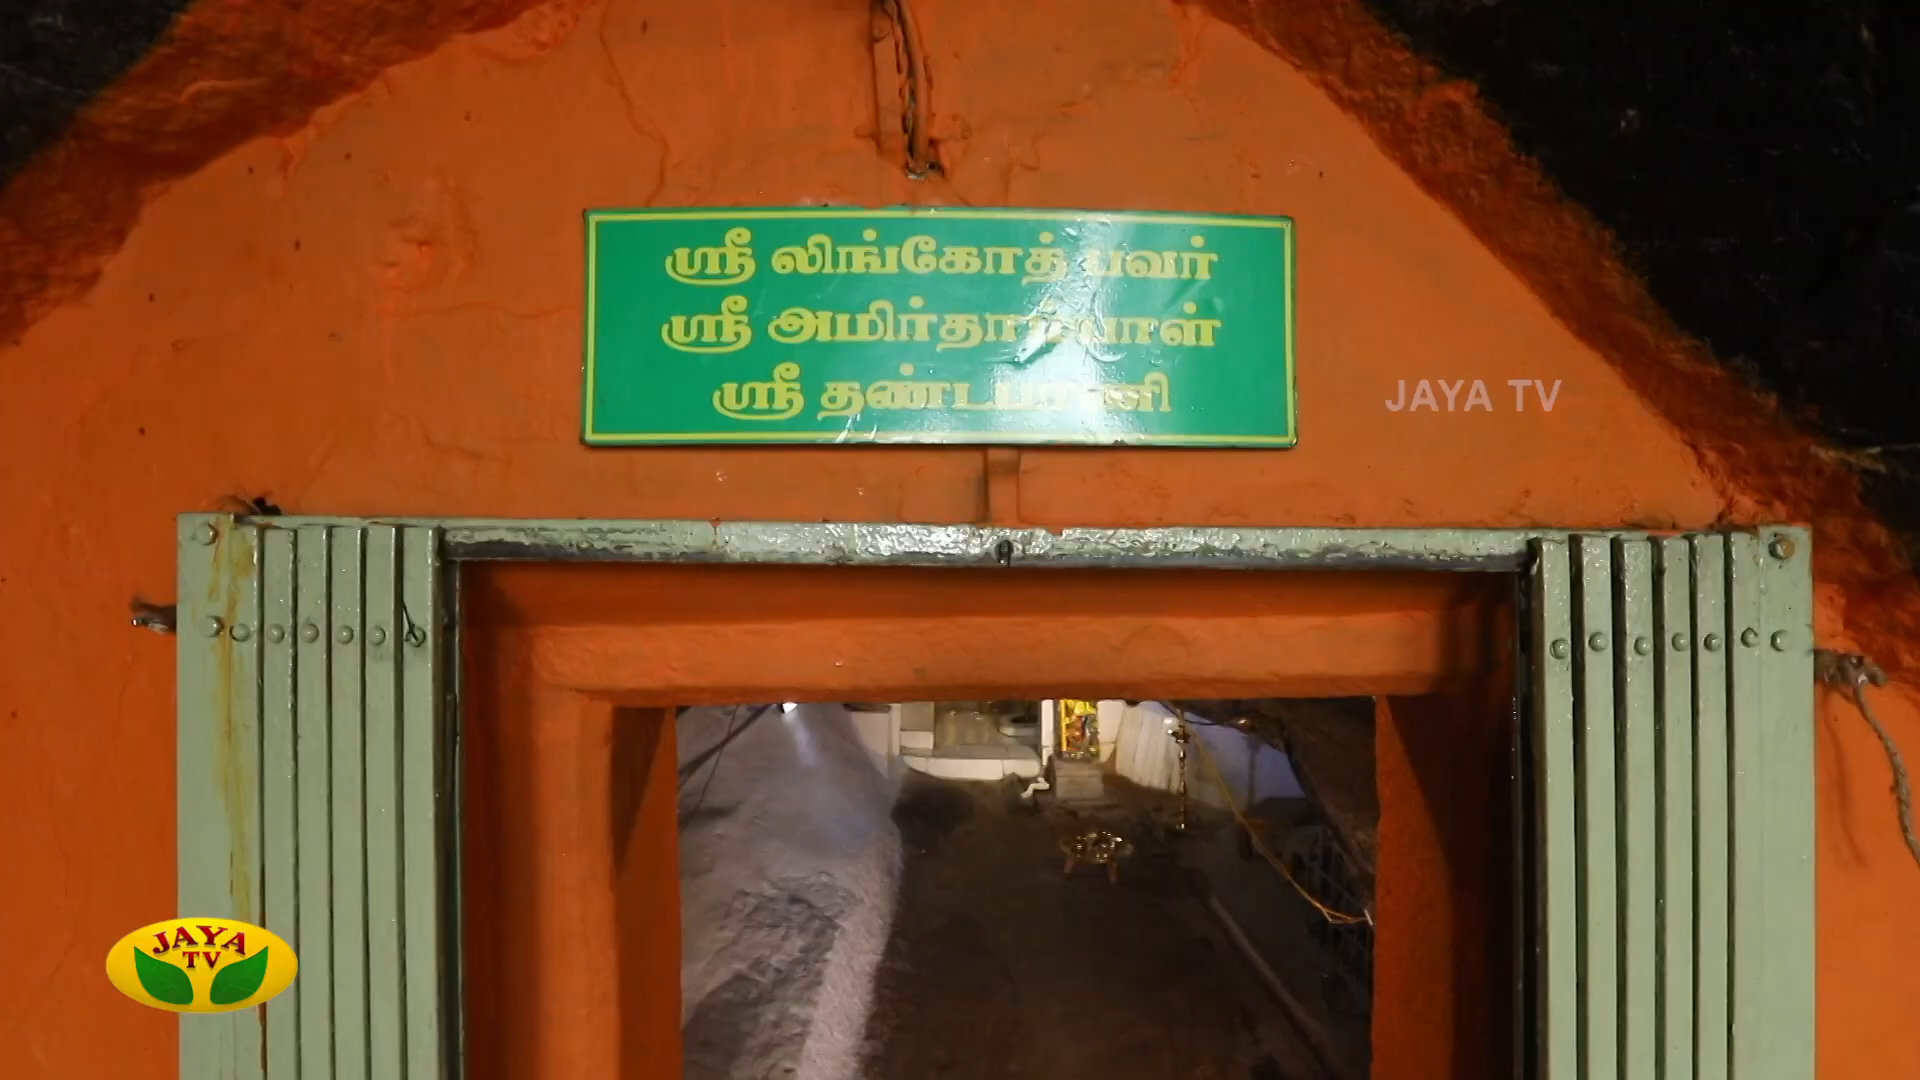 ஸ்ரீ லிங்கோத்பவர்
ஸ்ரீ அமிர்தாம்பாள்
ஸ்ரீ தண்டபாணி
JAYA TV
JAYA
TV